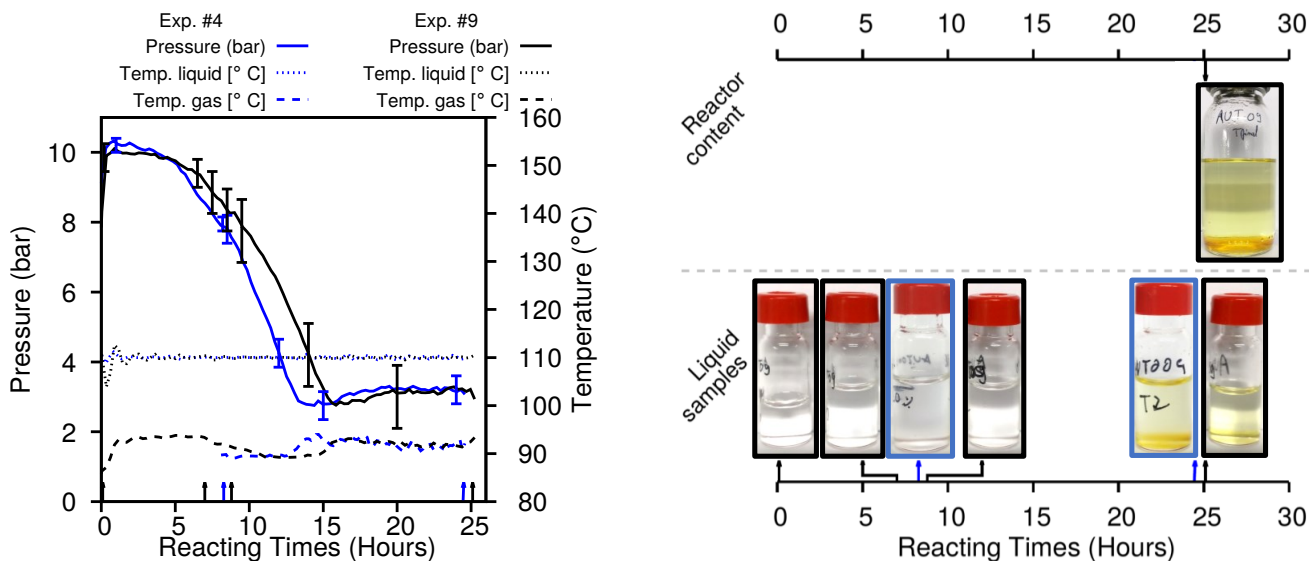 Exp. #4
Exp. #9
Pressure (bar)
Pressure (bar)
Temp. liquid [° C]
Temp. liquid [° C]
Temp. gas [° C]
Temp. gas [° C]
Pressure (bar)
10
8
6
4
2
0
160
150
140
130
120
110
100
90
80
Temperature (°C)
0 5 10 15 20 25
Reacting Times (Hours)
0 5 10 15 20 25 30
Reactor
content
AUT09
Liquid
samples
T2
0 5 10 15 20 25 30
Reacting Times (Hours)